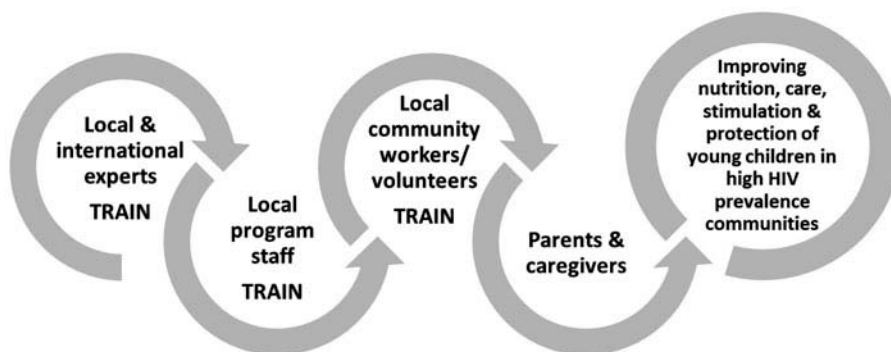 Local &
international
experts
TRAIN
Local
program
staff
TRAIN
Local
community
workers/
volunteers
TRAIN
Parents &
caregivers
Improving
nutrition, care,
stimulation &
protection of
young children in
high HIV
prevalence
communities